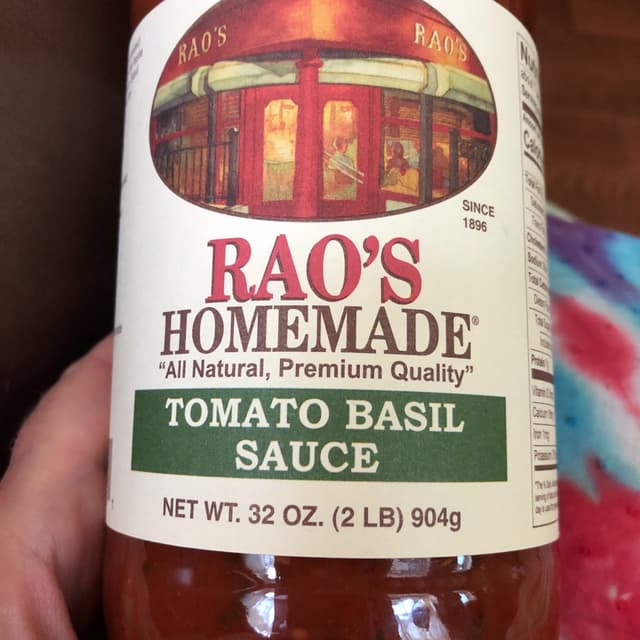 RAO'S RAO'S
SINCE
1896
RAO'S
HOMEMADE®
"All Natural, Premium Quality"
TOMATO BASIL
SAUCE
NET WT. 32 OZ. (2 LB) 904g